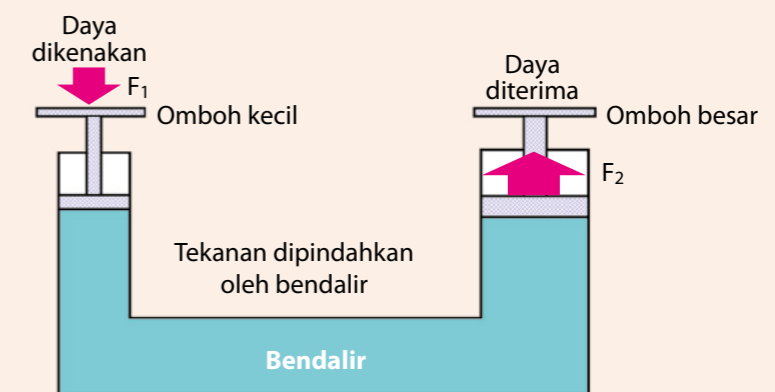 Daya
dikenakan
F₁
Omboh kecil
Daya
diterima
Omboh besar
F₂
Tekanan dipindahkan
oleh bendalir
Bendalir